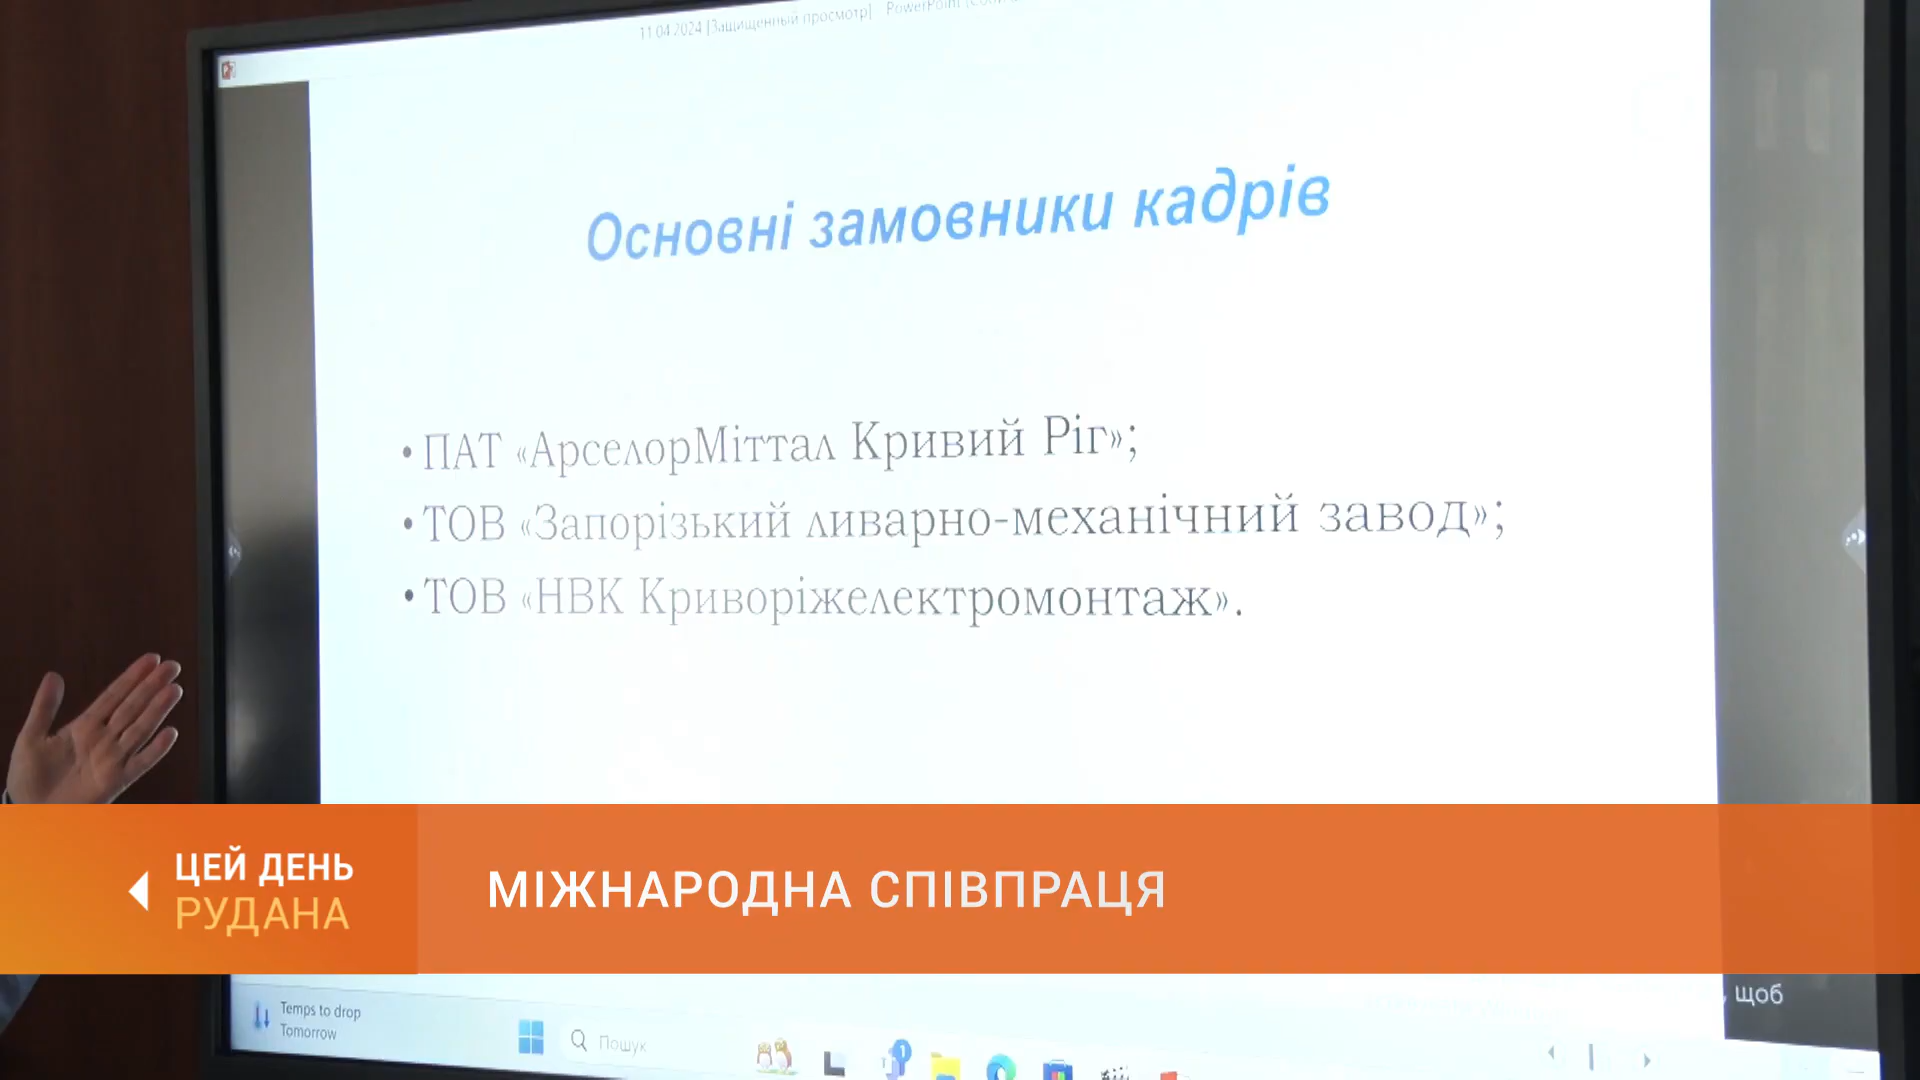 11.04.2024 [Защищенный просмотр] - PowerPoint
Основні замовники кадрів
• ПАТ «АрселорМіттал Кривий Ріг»;
• ТОВ «Запорізький ливарно-механічний завод»;
• ТОВ «НВК Криворіжелектромонтаж».
ЦЕЙ ДЕНЬ
РУДАНА
МІЖНАРОДНА СПІВПРАЦЯ
, щоб
Temps to drop
Tomorrow
Пошук
1